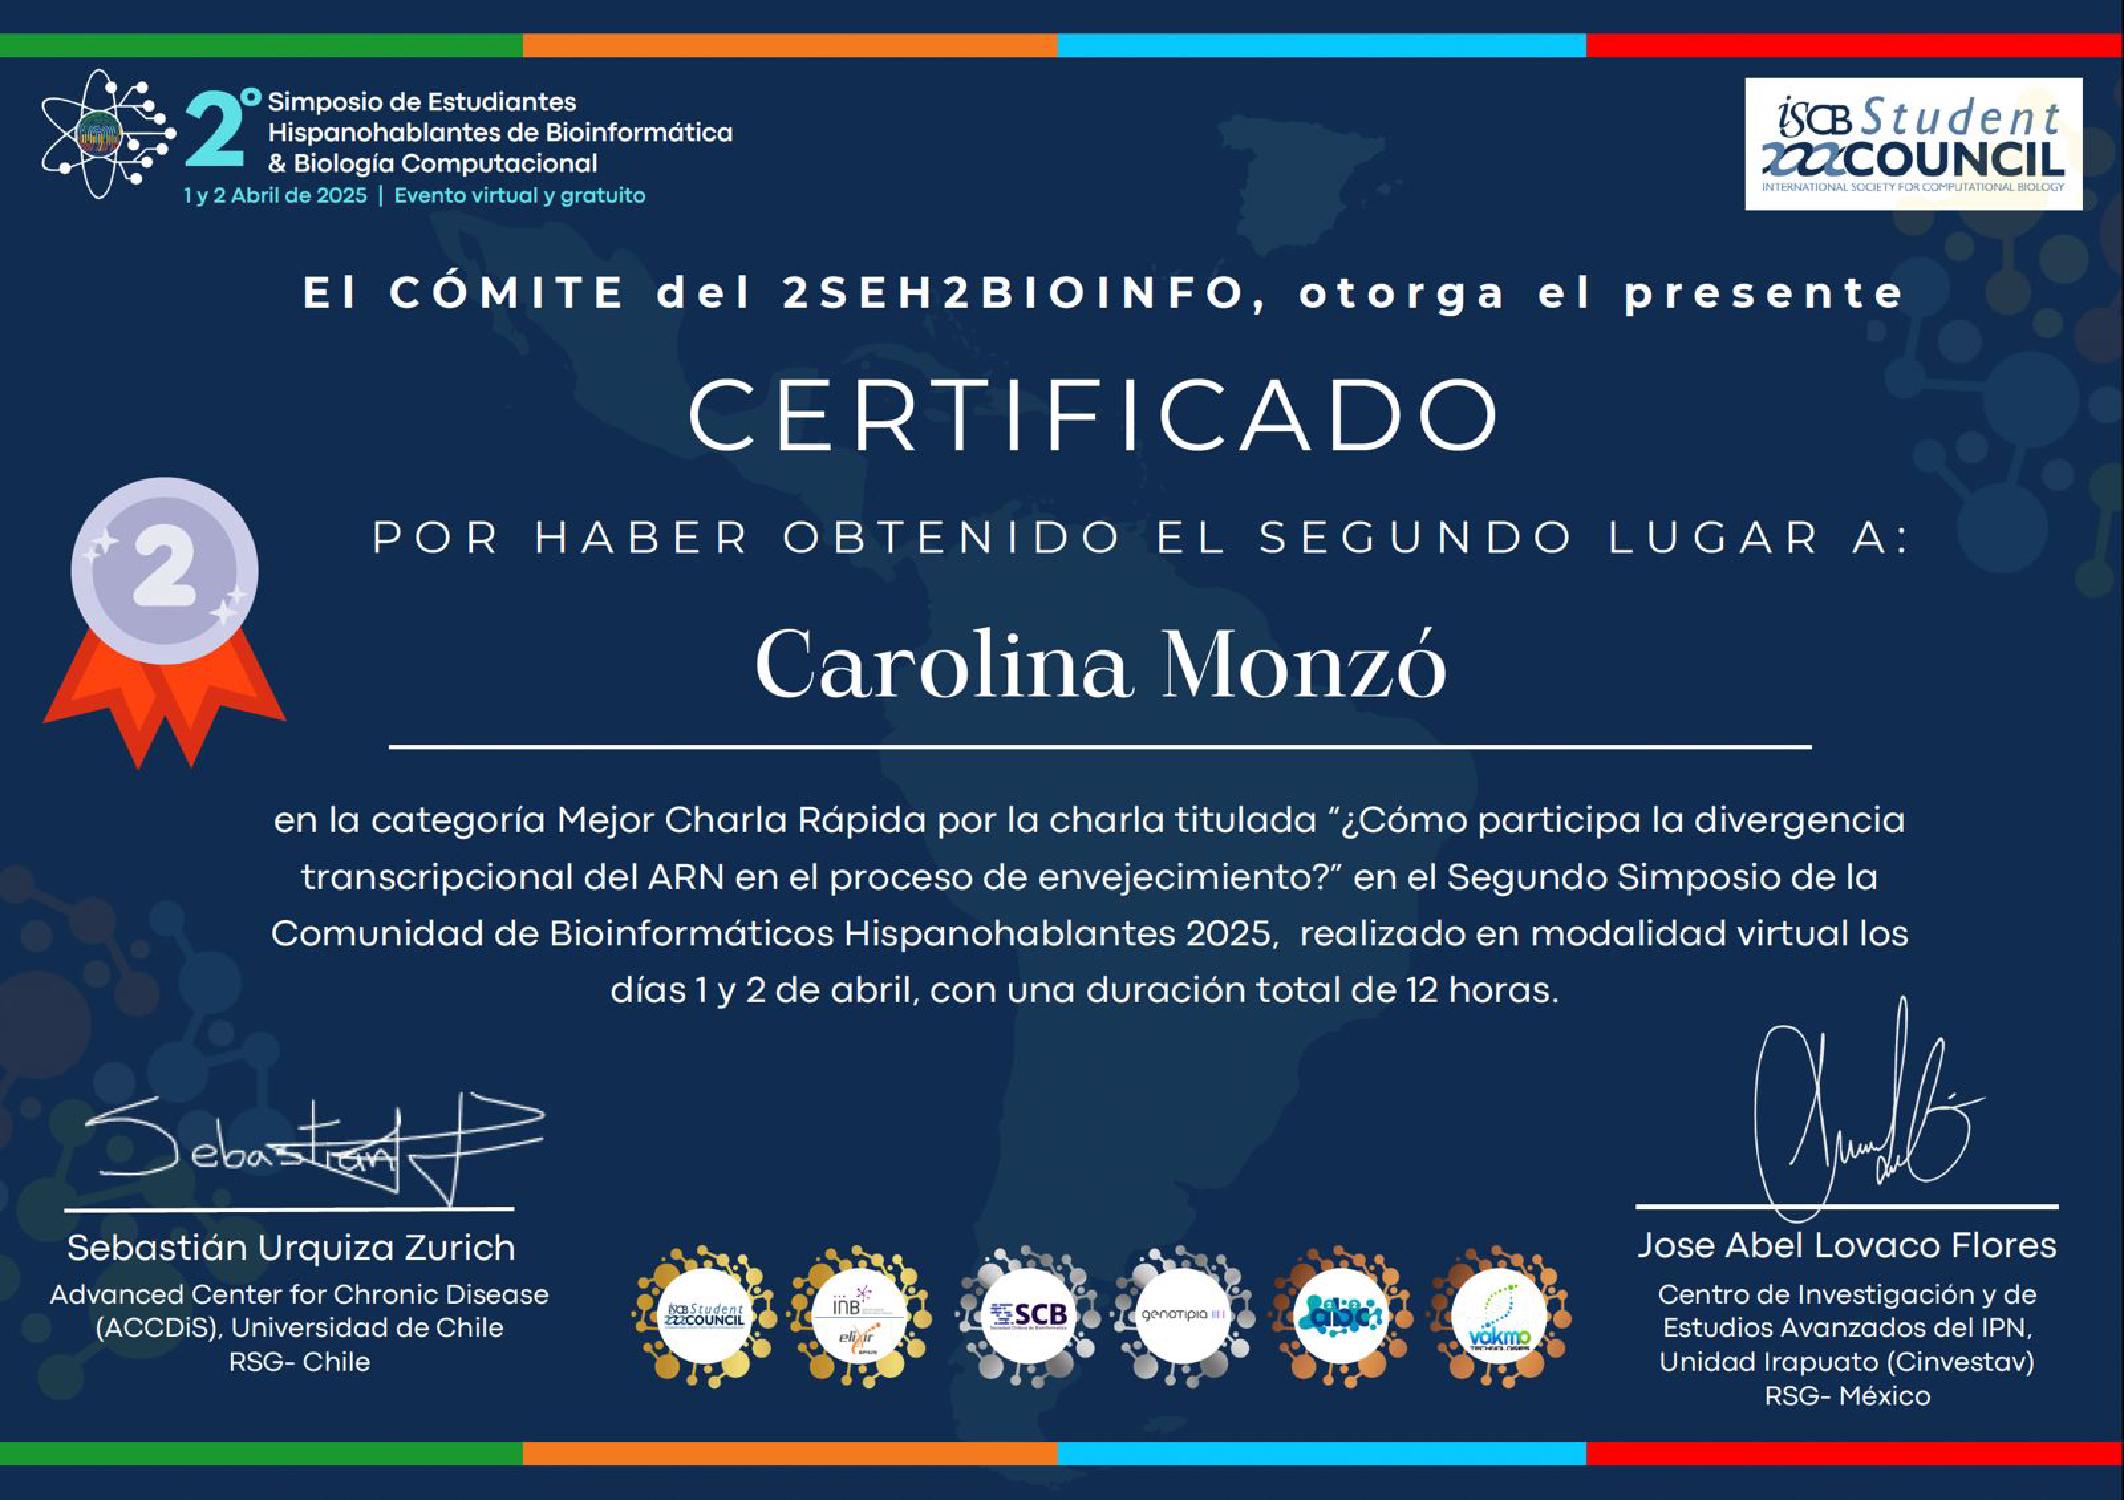 2º Simposio de Estudiantes
Hispanohablantes de Bioinformática
& Biología Computacional
1 y 2 Abril de 2025 | Evento virtual y gratuito
iSCB Student
COUNCIL
INTERNATIONAL SOCIETY FOR COMPUTATIONAL BIOLOGY
El CÓMITE del 2SEH2BIOINFO, otorga el presente
CERTIFICADO
POR HABER OBTENIDO EL SEGUNDO LUGAR A:
2
Carolina Monzó
en la categoría Mejor Charla Rápida por la charla titulada “¿Cómo participa la divergencia
transcripcional del ARN en el proceso de envejecimiento?” en el Segundo Simposio de la
Comunidad de Bioinformáticos Hispanohablantes 2025, realizado en modalidad virtual los
días 1 y 2 de abril, con una duración total de 12 horas.
Sebastián
Sebastián Urquiza Zurich
Advanced Center for Chronic Disease
(ACCDiS), Universidad de Chile
RSG- Chile
iSCB Student
COUNCIL
INB
elixir
SCB
genotipia
abc
vakmo
TECHNOLOGIES
Jose Abel Lovaco Flores
Centro de Investigación y de
Estudios Avanzados del IPN,
Unidad Irapuato (Cinvestav)
RSG- México